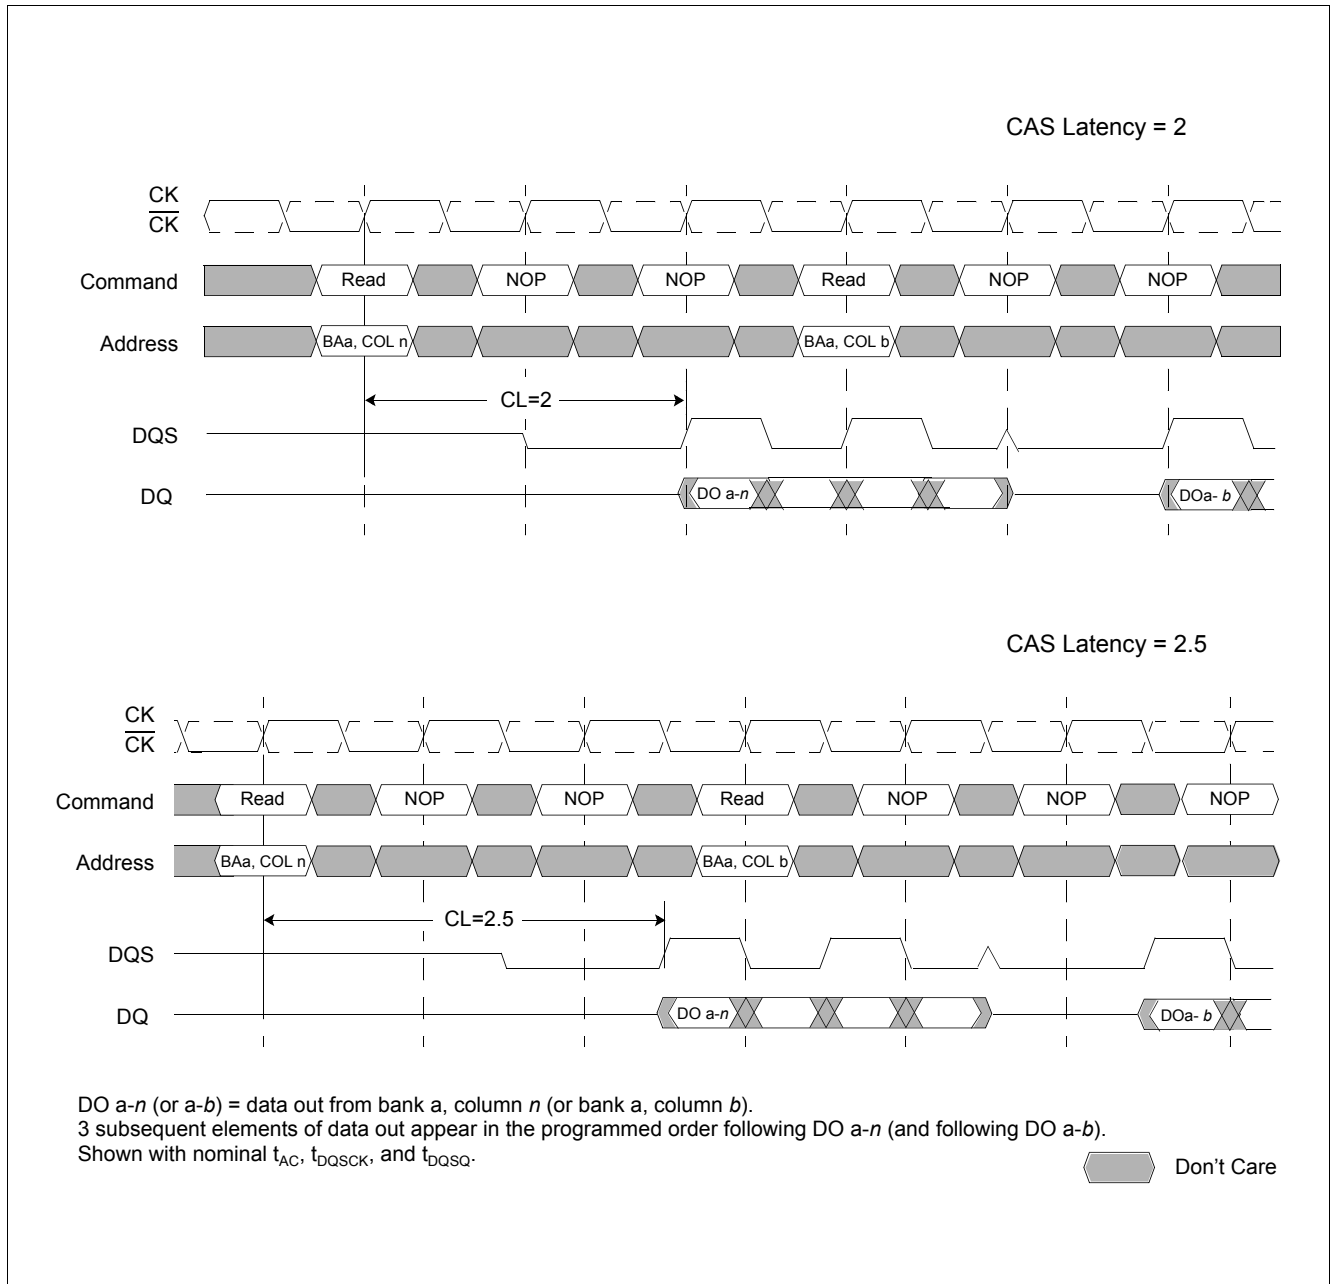 CAS Latency = 2
CK
CK
Command Read NOP NOP Read NOP NOP
Address BAa, COL n BAa, COL b
CL=2
DQS
DQ DO a-n DOa- b
CAS Latency = 2.5
CK
CK
Command Read NOP NOP Read NOP NOP NOP
Address BAa, COL n BAa, COL b
CL=2.5
DQS
DQ DO a-n DOa- b
DO a-n (or a-b) = data out from bank a, column n (or bank a, column b).
3 subsequent elements of data out appear in the programmed order following DO a-n (and following DO a-b).
Shown with nominal tAC, tDQSCK, and tDQSQ.
Don't Care